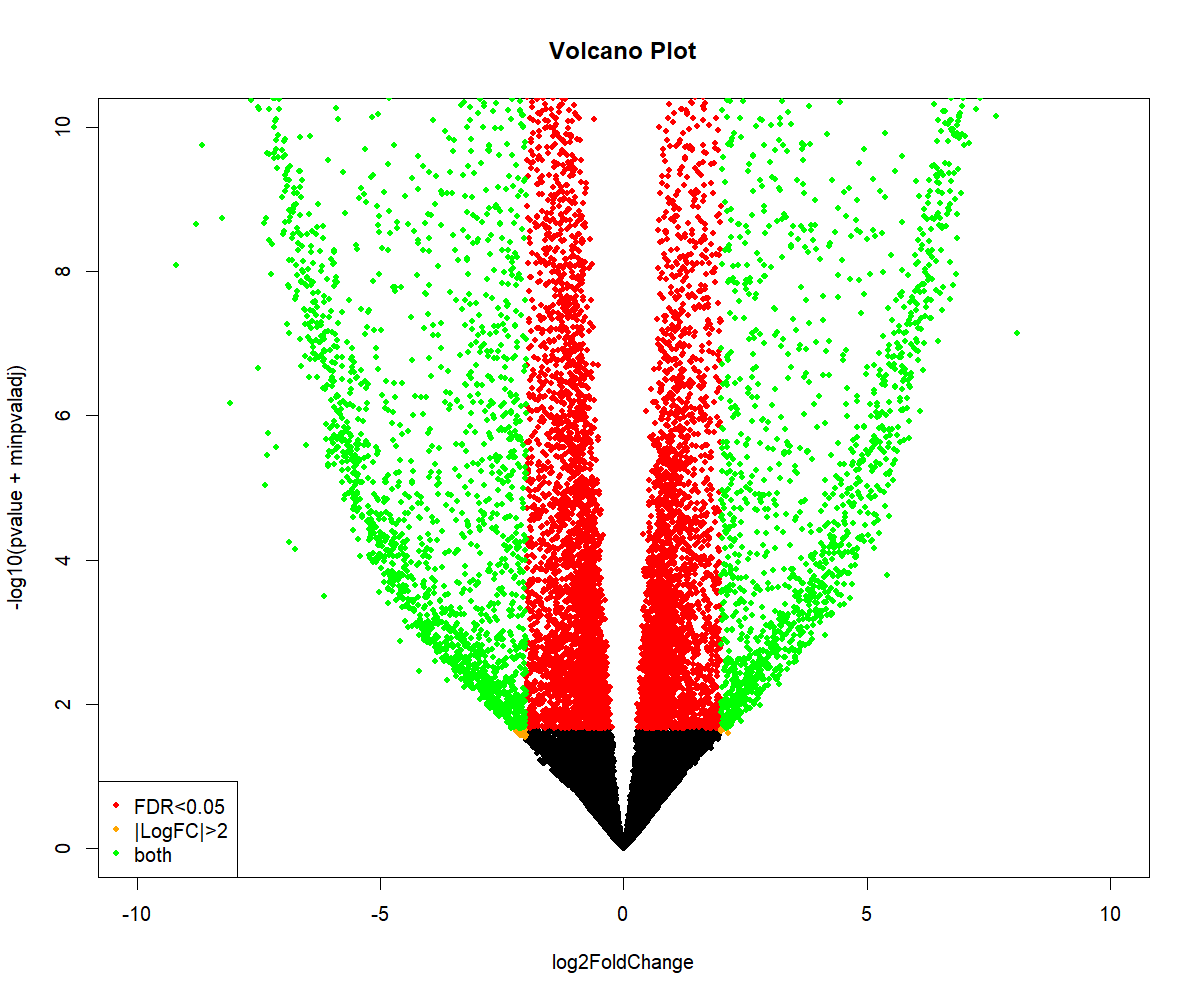 Volcano Plot
-log10(pvalue + minpvaladj)
10
8
6
4
2
0
FDR<0.05
|LogFC|>2
both
-10
-5
0
5
10
log2FoldChange